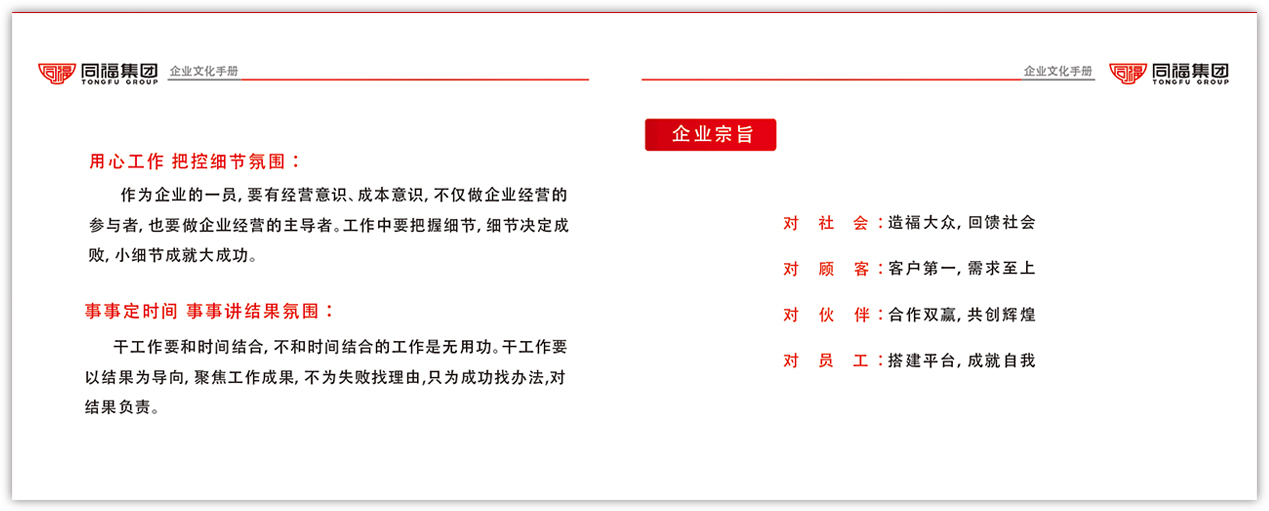 同福 同福集团 企业文化手册
TONGFU GROUP
用心工作 把控细节氛围：
作为企业的一员，要有经营意识、成本意识，不仅做企业经营的
参与者，也要做企业经营的主导者。工作中要把握细节，细节决定成
败，小细节成就大成功。
事事定时间 事事讲结果氛围：
干工作要和时间结合，不和时间结合的工作是无用功。干工作要
以结果为导向，聚焦工作成果，不为失败找理由,只为成功找办法,对
结果负责。
企业文化手册 同福 同福集团
TONGFU GROUP
企业宗旨
对 社 会：造福大众，回馈社会
对 顾 客：客户第一，需求至上
对 伙 伴：合作双赢，共创辉煌
对 员 工：搭建平台，成就自我